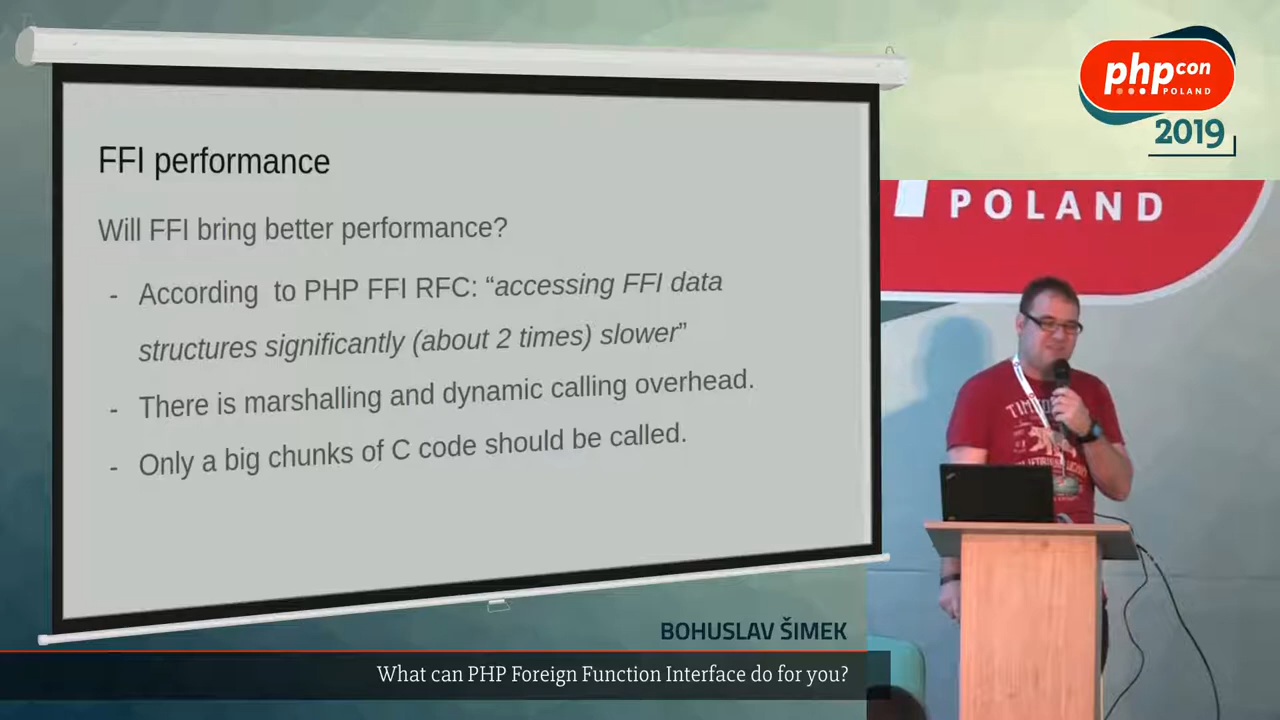 phpcon
POLAND
2019
POLAND
FFI performance
Will FFI bring better performance?
- According to PHP FFI RFC: “accessing FFI data
structures significantly (about 2 times) slower”
- There is marshalling and dynamic calling overhead.
- Only a big chunks of C code should be called.
BOHUSLAV ŠIMEK
What can PHP Foreign Function Interface do for you?